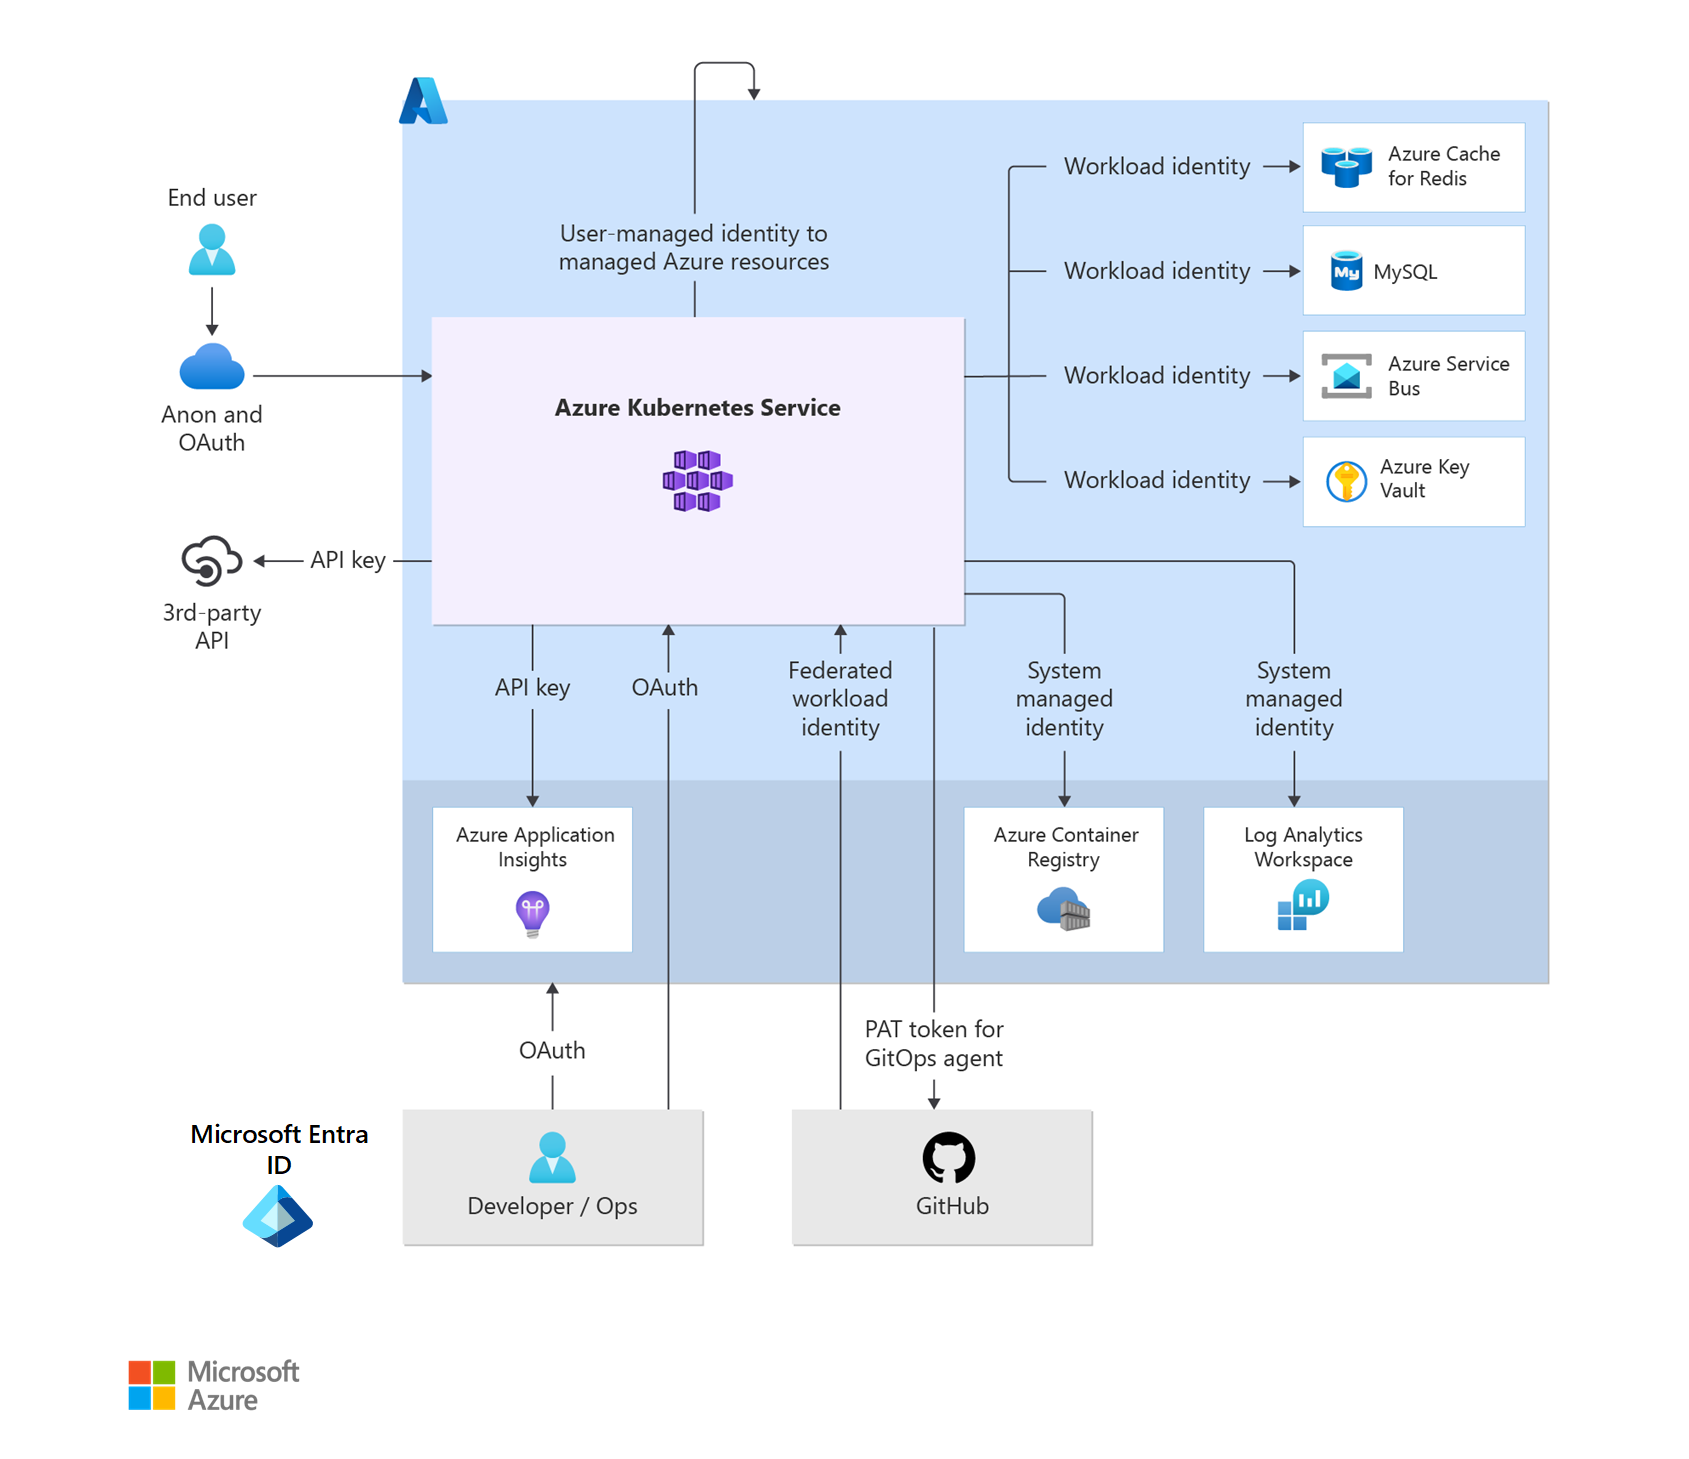 End user
Anon and
OAuth
API key
3rd-party
API
User-managed identity to
managed Azure resources
Azure Kubernetes Service
Workload identity
Azure Cache
for Redis
Workload identity
My
MySQL
Workload identity
Azure Service
Bus
Workload identity
Azure Key
Vault
API key
OAuth
Federated
workload
identity
System
managed
identity
System
managed
identity
Azure Application
Insights
Azure Container
Registry
Log Analytics
Workspace
OAuth
PAT token for
GitOps agent
Microsoft Entra
ID
Developer / Ops
GitHub
Microsoft
Azure